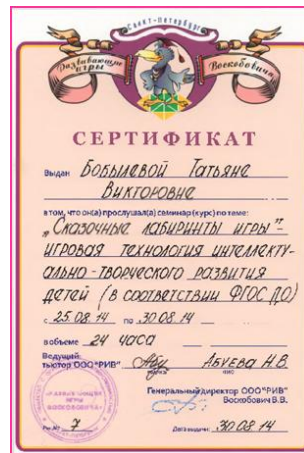 Санкт-Петербург
Развивающие игры Воскобовича
СЕРТИФИКАТ
Выдан Бобылевой Татьяне
Викторовне
в том, что он(а) прослушал(а) семинар (курс) по теме:
„Сказочные лабиринты игры"-
игровая технология интеллекту-
ально-творческого развития
детей (в соответствии ФГОС ДО)
с 25.08.14 по 30.08.14
в объеме 24 часа
Ведущий:
тьютор ООО "РИВ" Абуева Н.В.
Генеральный директор ООО "РИВ"
Воскобович В.В.
Рег.№ 7 Дата выдачи: 30.08.14